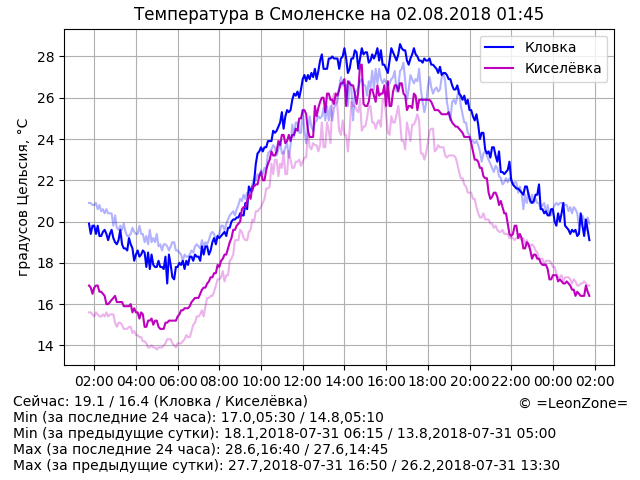 Температура в Смоленске на 02.08.2018 01:45
Кловка
Киселёвка
градусов Цельсия, °C
28
26
24
22
20
18
16
14
02:00 04:00 06:00 08:00 10:00 12:00 14:00 16:00 18:00 20:00 22:00 00:00 02:00
Сейчас: 19.1 / 16.4 (Кловка / Киселёвка)
© =LeonZone=
Min (за последние 24 часа): 17.0,05:30 / 14.8,05:10
Min (за предыдущие сутки): 18.1,2018-07-31 06:15 / 13.8,2018-07-31 05:00
Max (за последние 24 часа): 28.6,16:40 / 27.6,14:45
Max (за предыдущие сутки): 27.7,2018-07-31 16:50 / 26.2,2018-07-31 13:30